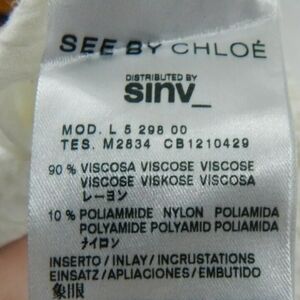 SEE BY CHLOÉ
DISTRIBUTED BY
sinv_
MOD. L 5 298 00
TES. M2834 CB1210429
90 % VISCOSA VISCOSE VISCOSE
VISCOSE VISKOSE VISCOSA
レーヨン
10 % POLIAMMIDE NYLON POLIAMIDA
POLYAMIDE POLYAMID POLIAMIDA
ナイロン
INSERTO / INLAY / INCRUSTATIONS
EINSATZ / APLIACIONES / EMBUTIDO
象眼